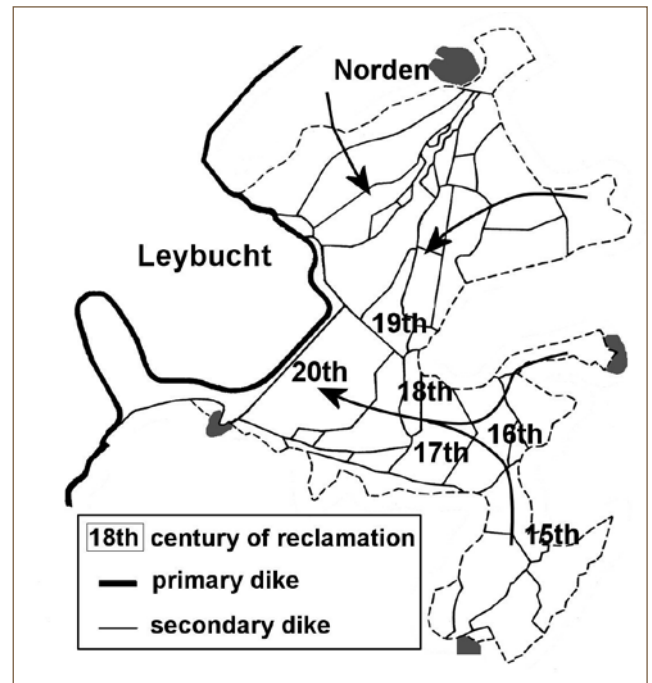 Norden
Leybucht
19th
20th
18th
16th
17th
15th
18th century of reclamation
primary dike
secondary dike